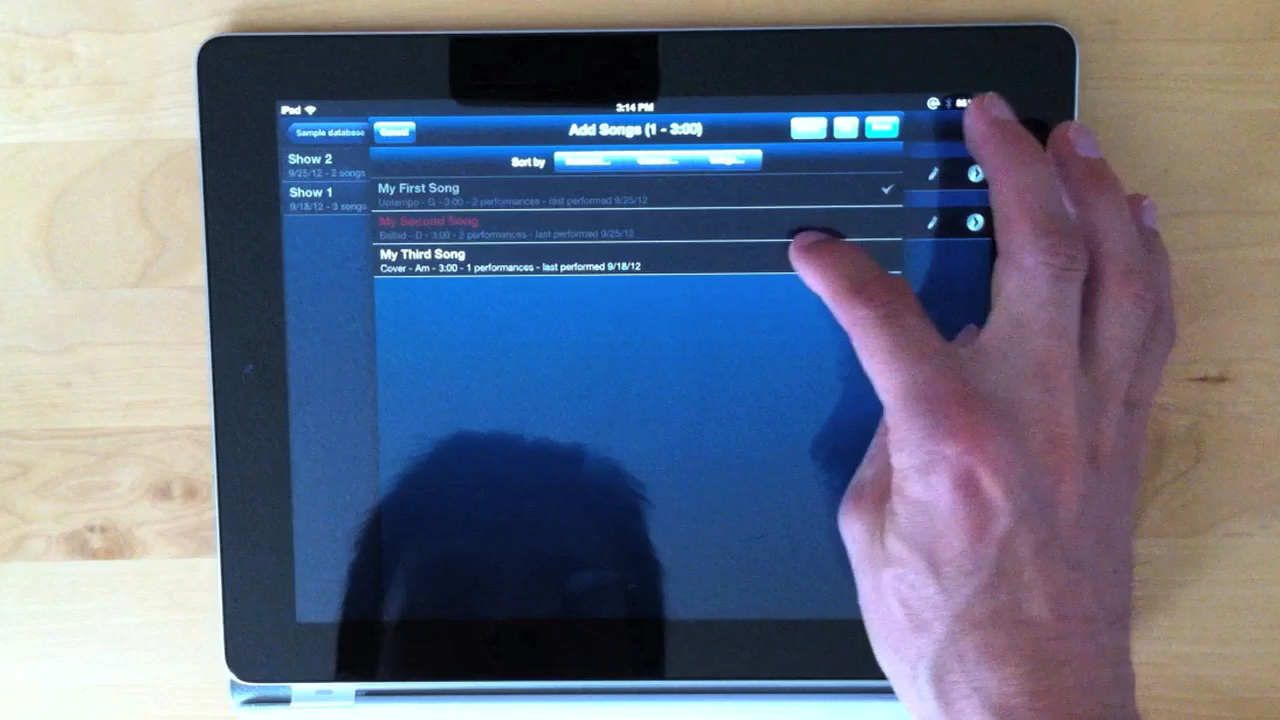 iPad 3:14 PM
Sample database Cancel Add Songs (1 - 3:00)
Sort by
Show 2
9/25/12 - 2 songs
Show 1
9/18/12 - 3 songs
My First Song
Uptempo - G - 3:00 - 2 performances - last performed 9/25/12
My Second Song
Ballad - D - 3:00 - 2 performances - last performed 9/25/12
My Third Song
Cover - Am - 3:00 - 1 performances - last performed 9/18/12